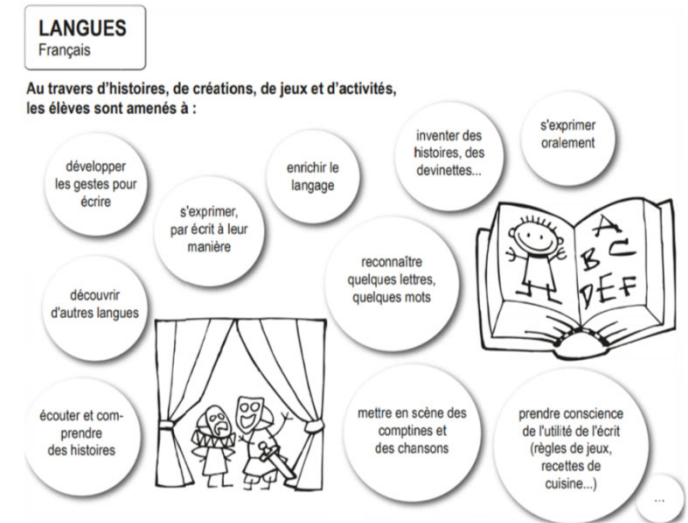 LANGUES
Français
Au travers d'histoires, de créations, de jeux et d'activités,
les élèves sont amenés à :
développer
les gestes pour
écrire
s'exprimer,
par écrit à leur
manière
enrichir le
langage
inventer des
histoires, des
devinettes...
s'exprimer
oralement
découvrir
d'autres langues
reconnaître
quelques lettres,
quelques mots
A
B C
DEF
écouter et com-
prendre
des histoires
mettre en scène des
comptines et
des chansons
prendre conscience
de l'utilité de l'écrit
(règles de jeux,
recettes de
cuisine...)
...